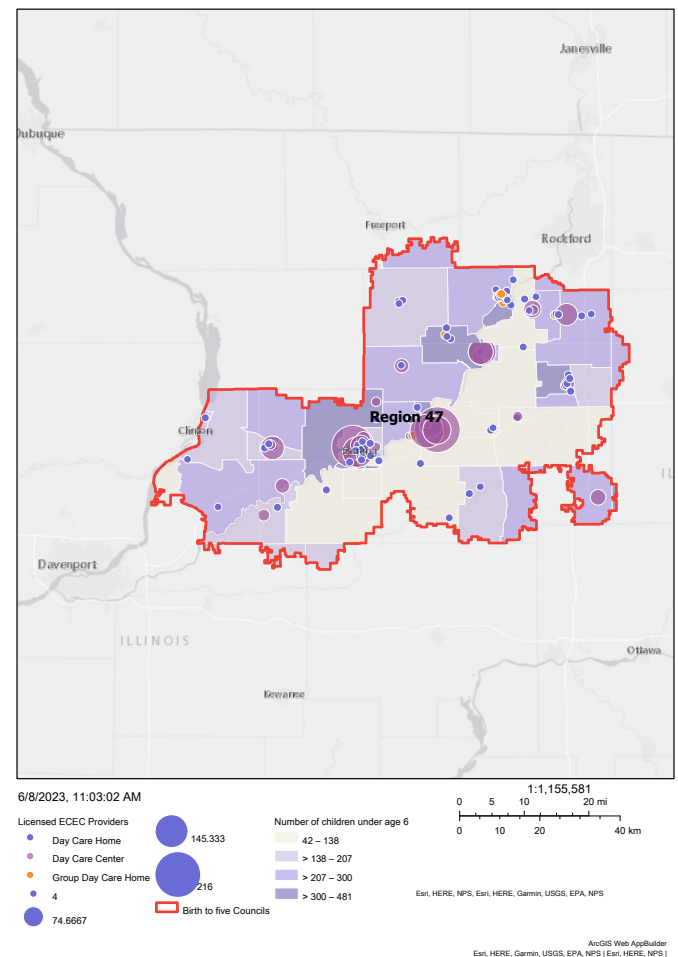 Janesville
Dubuque
Freeport
Rockford
Region 47
Clinton
IL
Davenport
ILLINOIS
Ottawa
Kewanee
6/8/2023, 11:03:02 AM
1:1,155,581
0 5 10 20 mi
0 10 20 40 km
Licensed ECEC Providers
Day Care Home
Day Care Center
Group Day Care Home
4
74.6667
145.333
216
Birth to five Councils
Number of children under age 6
42 – 138
> 138 – 207
> 207 – 300
> 300 – 481
Esri, HERE, NPS, Esri, HERE, Garmin, USGS, EPA, NPS
ArcGIS Web AppBuilder
Esri, HERE, Garmin, USGS, EPA, NPS | Esri, HERE, NPS |